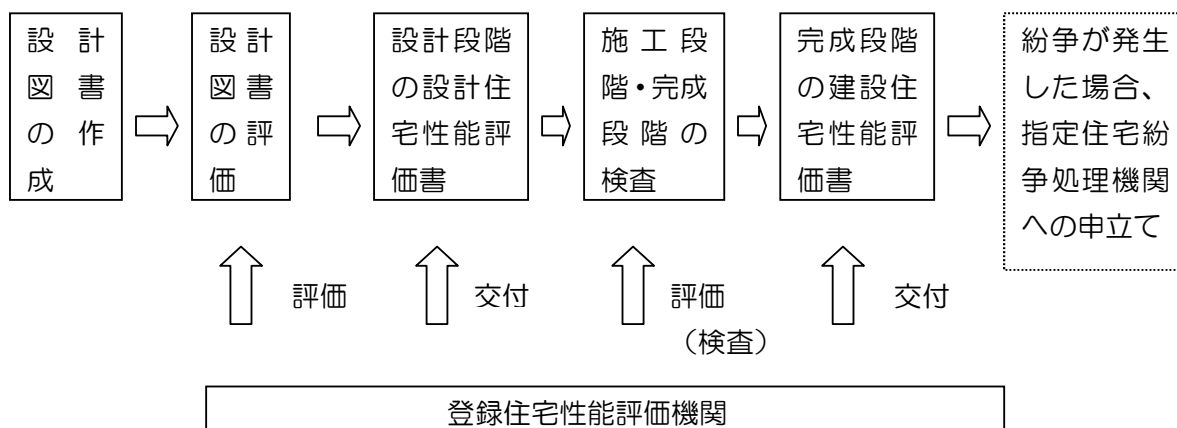 設計
図書
の作
成
設計
図書
の評
価
設計段階
の設計住
宅性能評
価書
施工段
階・完成
段階の
検査
完成段階
の建設住
宅性能評
価書
紛争が発生
した場合、
指定住宅紛
争処理機関
への申立て
評価
交付
評価
（検査）
交付
登録住宅性能評価機関